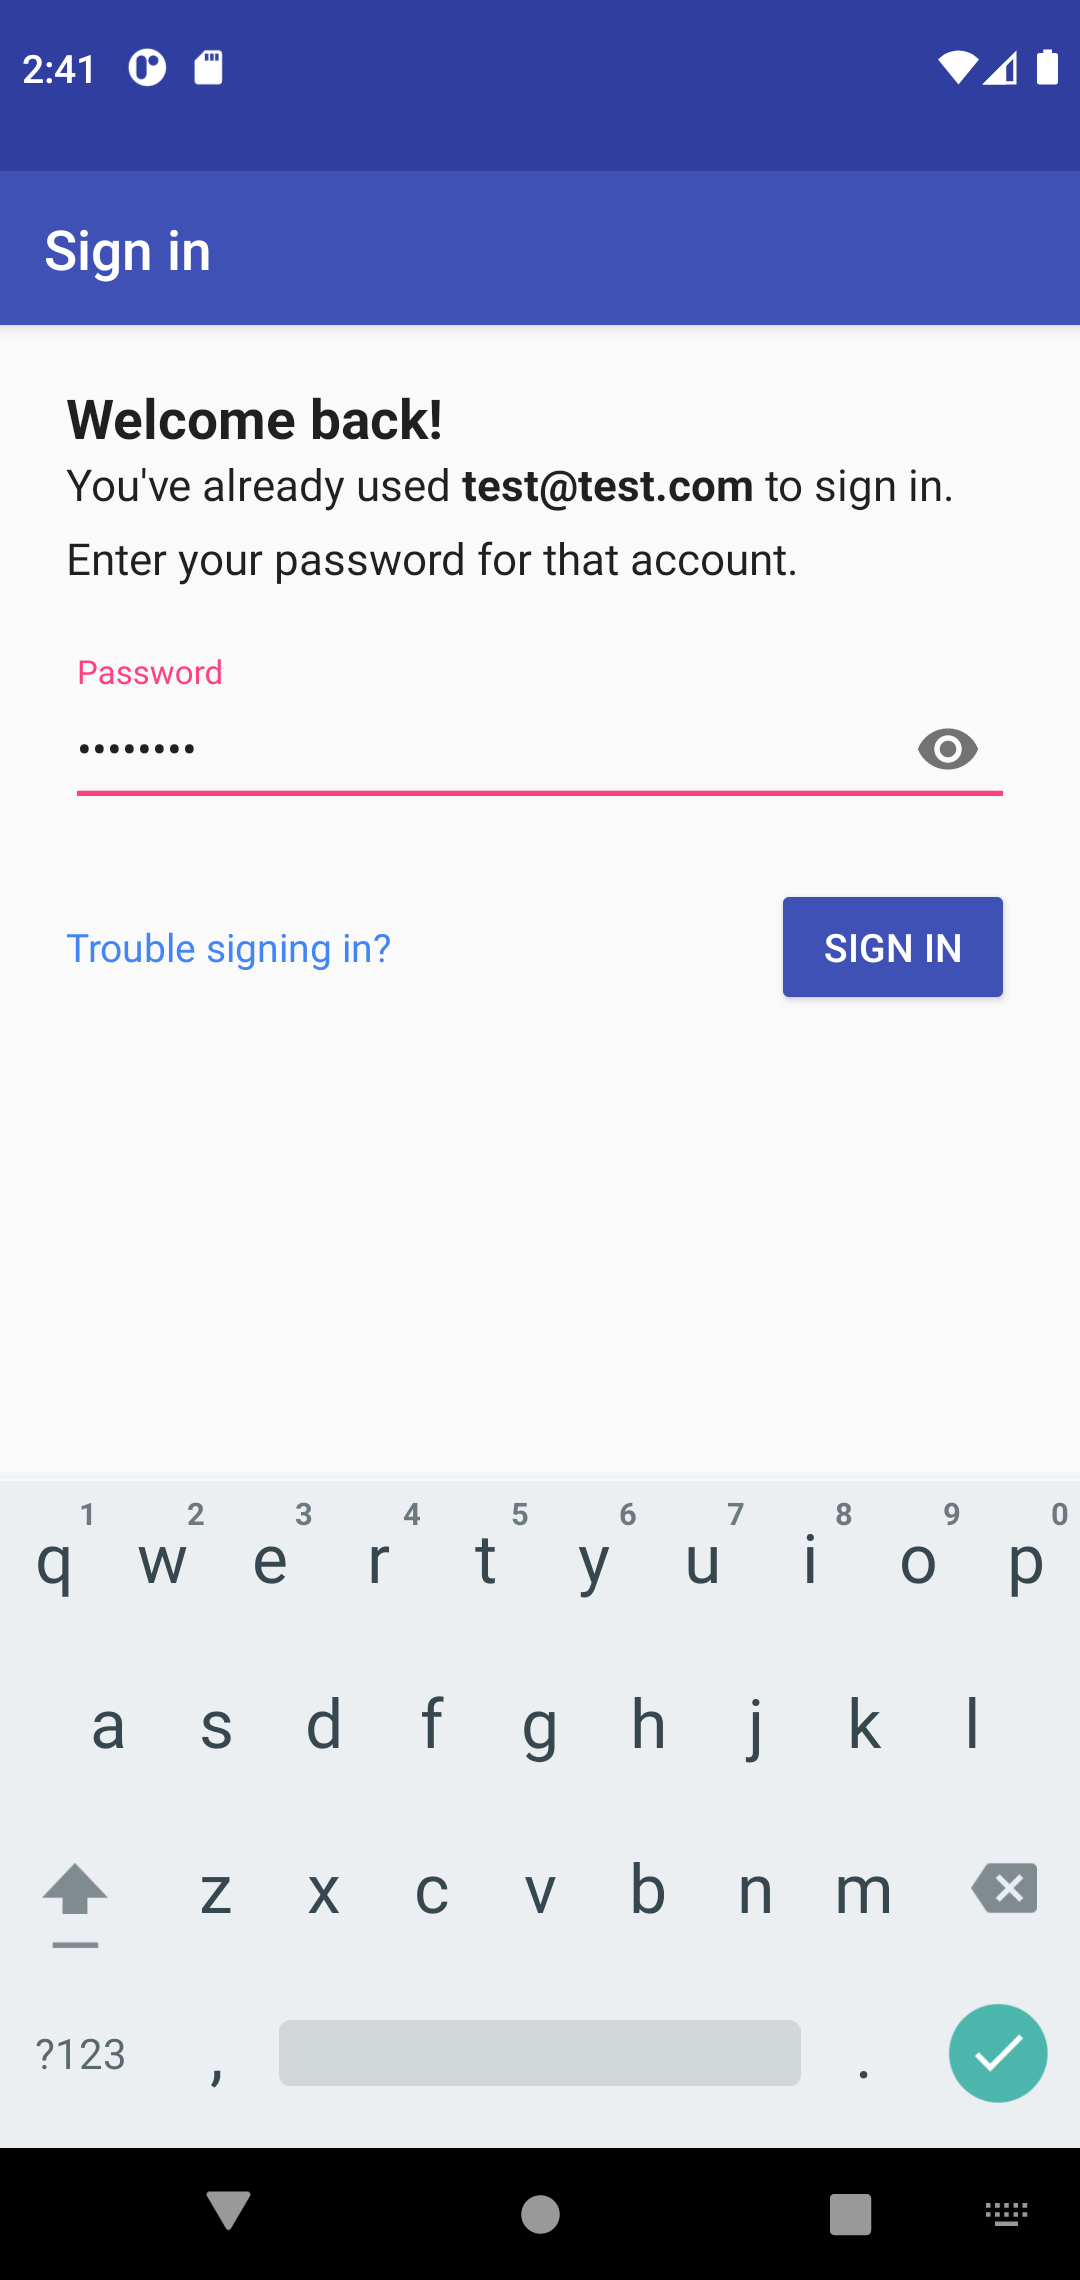 2:41
Sign in
Welcome back!
You've already used test@test.com to sign in.
Enter your password for that account.
Password
••••••••
Trouble signing in?
SIGN IN
1 2 3 4 5 6 7 8 9 0
q w e r t y u i o p
a s d f g h j k l
z x c v b n m
?123 , .